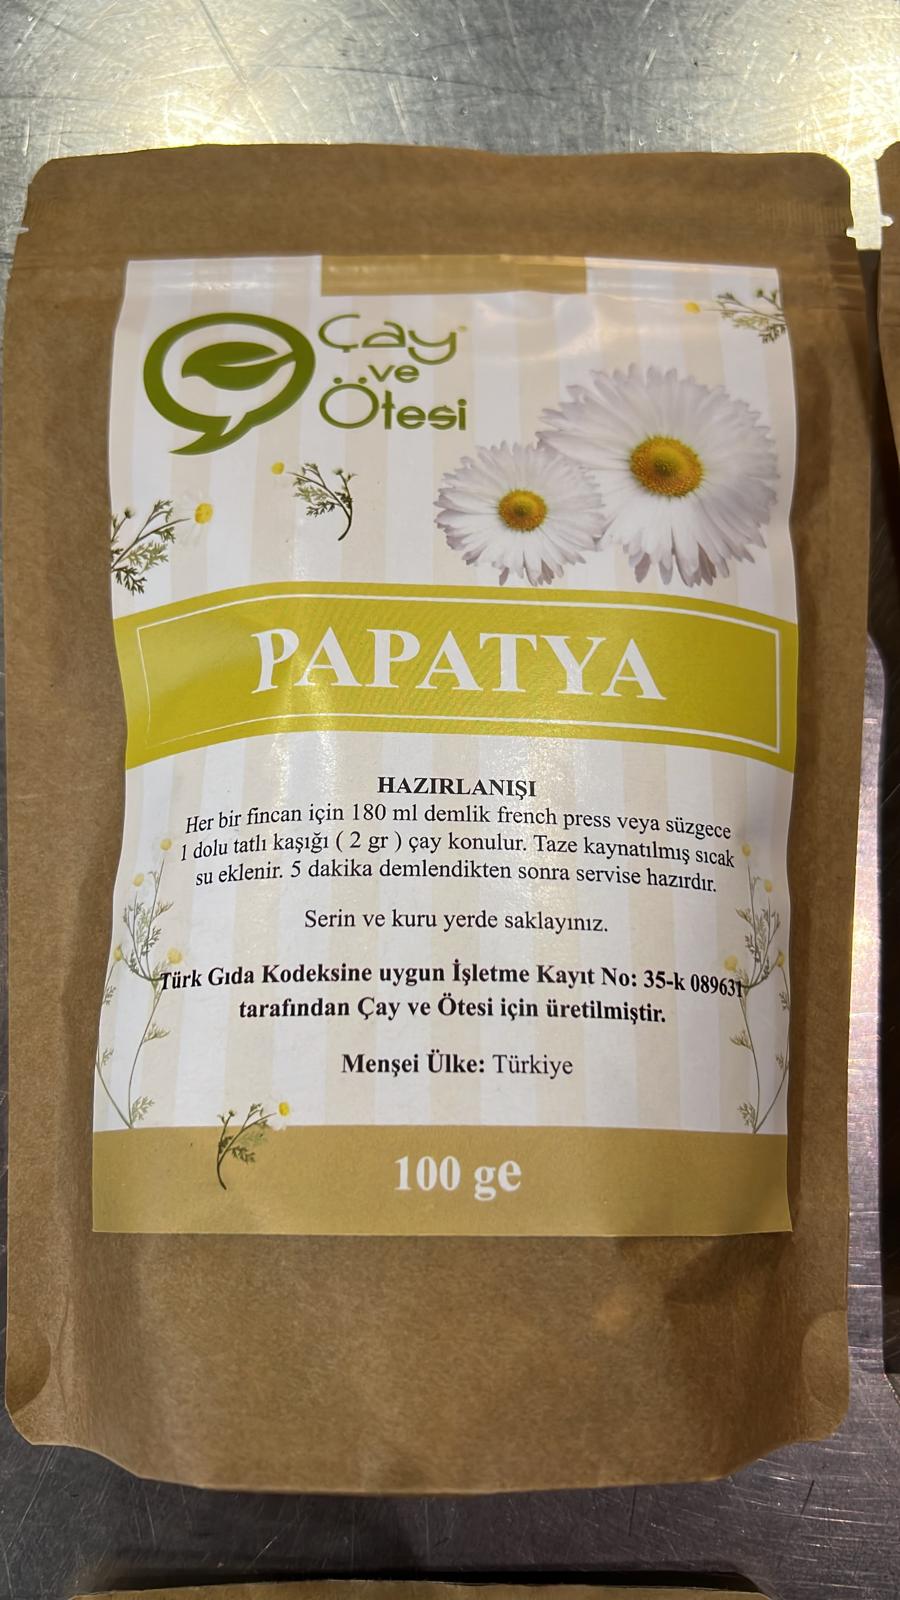 Çay
ve
Ötesi
PAPATYA
HAZIRLANIŞI
Her bir fincan için 180 ml demlik french press veya süzgece
1 dolu tatlı kaşığı ( 2 gr ) çay konulur. Taze kaynatılmış sıcak
su eklenir. 5 dakika demlendikten sonra servise hazırdır.
Serin ve kuru yerde saklayınız.
Türk Gıda Kodeksine uygun İşletme Kayıt No: 35-k 089631
tarafından Çay ve Ötesi için üretilmiştir.
Menşei Ülke: Türkiye
100 ge